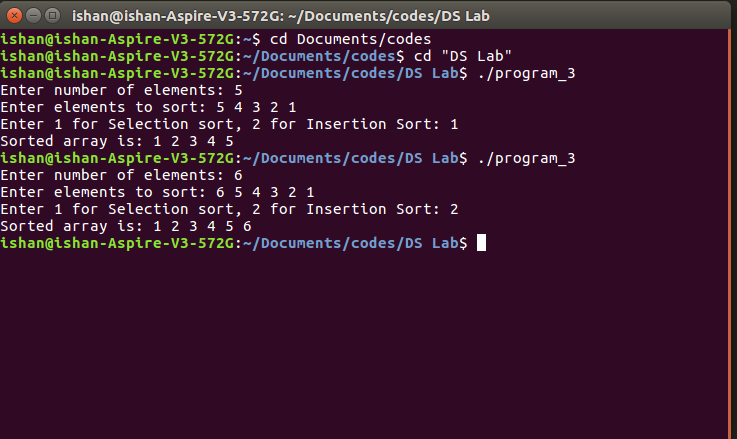 ishan@ishan-Aspire-V3-572G: ~/Documents/codes/DS Lab
ishan@ishan-Aspire-V3-572G:~$ cd Documents/codes
ishan@ishan-Aspire-V3-572G:~/Documents/codes$ cd "DS Lab"
ishan@ishan-Aspire-V3-572G:~/Documents/codes/DS Lab$ ./program_3
Enter number of elements: 5
Enter elements to sort: 5 4 3 2 1
Enter 1 for Selection sort, 2 for Insertion Sort: 1
Sorted array is: 1 2 3 4 5
ishan@ishan-Aspire-V3-572G:~/Documents/codes/DS Lab$ ./program_3
Enter number of elements: 6
Enter elements to sort: 6 5 4 3 2 1
Enter 1 for Selection sort, 2 for Insertion Sort: 2
Sorted array is: 1 2 3 4 5 6
ishan@ishan-Aspire-V3-572G:~/Documents/codes/DS Lab$